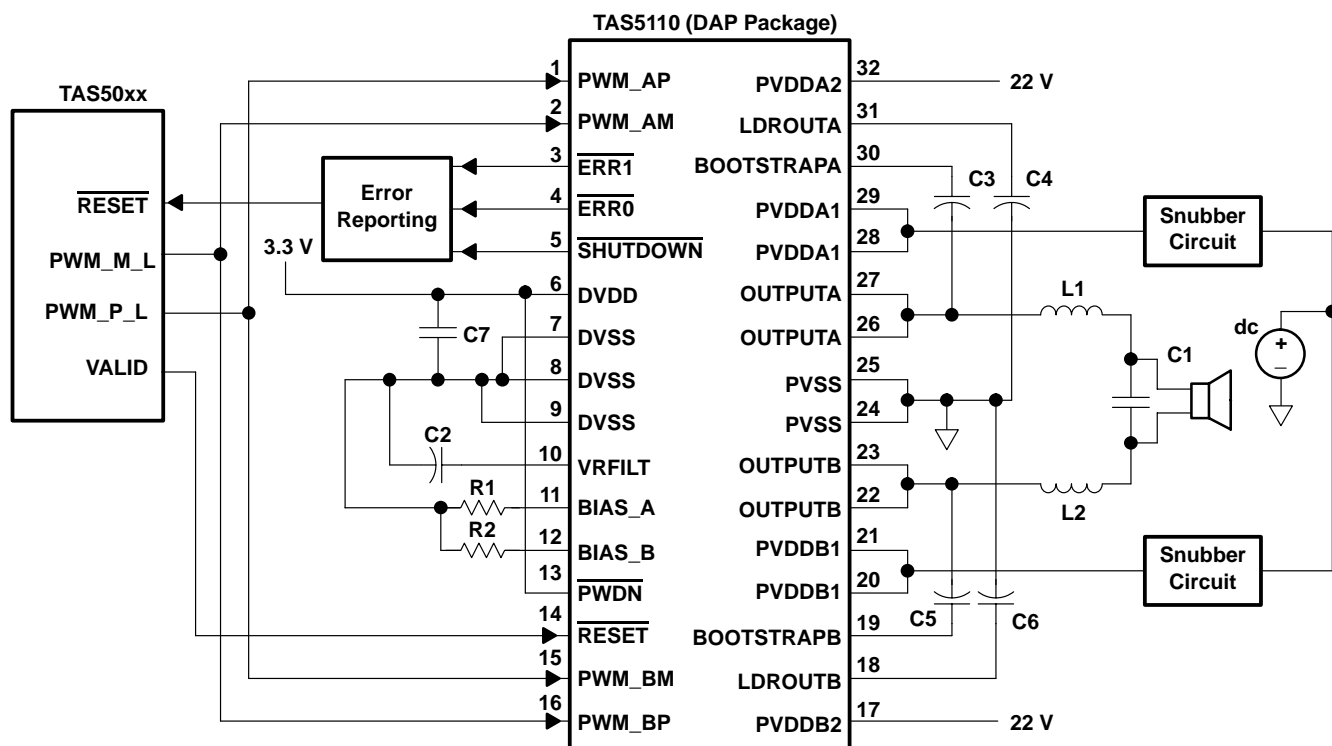 TAS5110 (DAP Package)
TAS50xx
RESET
PWM_M_L
PWM_P_L
VALID
Error
Reporting
3.3 V
C7
C2
R1
R2
1 PWM_AP
2 PWM_AM
3 ERR1
4 ERR0
5 SHUTDOWN
6 DVDD
7 DVSS
8 DVSS
9 DVSS
10 VRFILT
11 BIAS_A
12 BIAS_B
13 PWDN
14 RESET
15 PWM_BM
16 PWM_BP
PVDDA2 32 22 V
LDROUTA 31
BOOTSTRAPA 30
PVDDA1 29
PVDDA1 28
OUTPUTA 27
OUTPUTA 26
PVSS 25
PVSS 24
OUTPUTB 23
OUTPUTB 22
PVDDB1 21
PVDDB1 20
BOOTSTRAPB 19
LDROUTB 18
PVDDB2 17 22 V
C3
C4
Snubber
Circuit
L1
C1
dc
+
–
L2
Snubber
Circuit
C5
C6